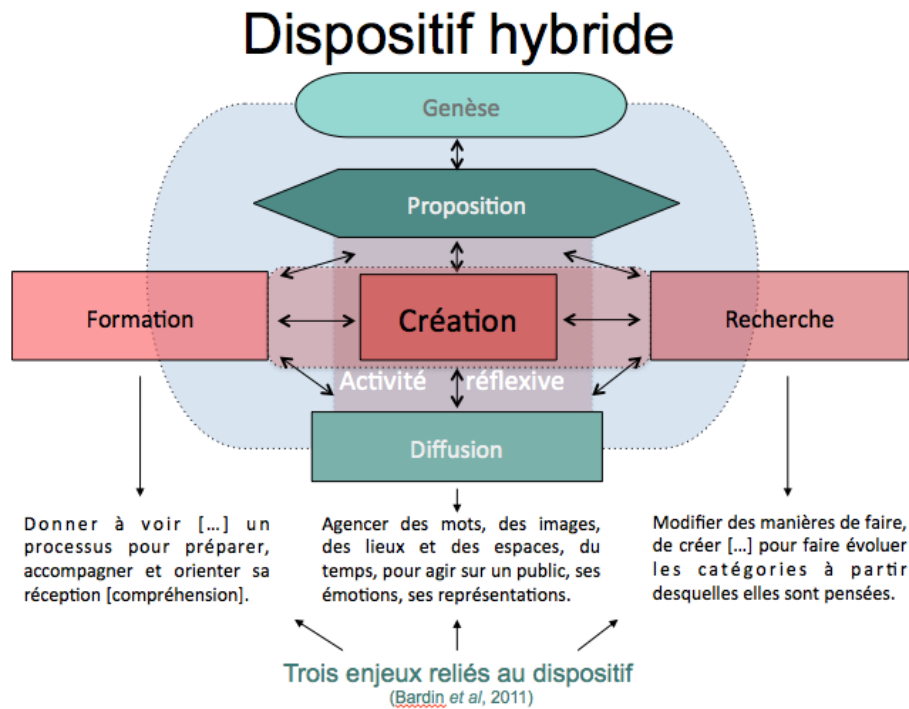 Dispositif hybride
Genèse
Proposition
Formation
Création
Recherche
Activité réflexive
Diffusion
Donner à voir […] un
processus pour préparer,
accompagner et orienter sa
réception [compréhension].
Agencer des mots, des images,
des lieux et des espaces, du
temps, pour agir sur un public, ses
émotions, ses représentations.
Modifier des manières de faire,
de créer […] pour faire évoluer
les catégories à partir
desquelles elles sont pensées.
Trois enjeux reliés au dispositif
(Bardin et al, 2011)